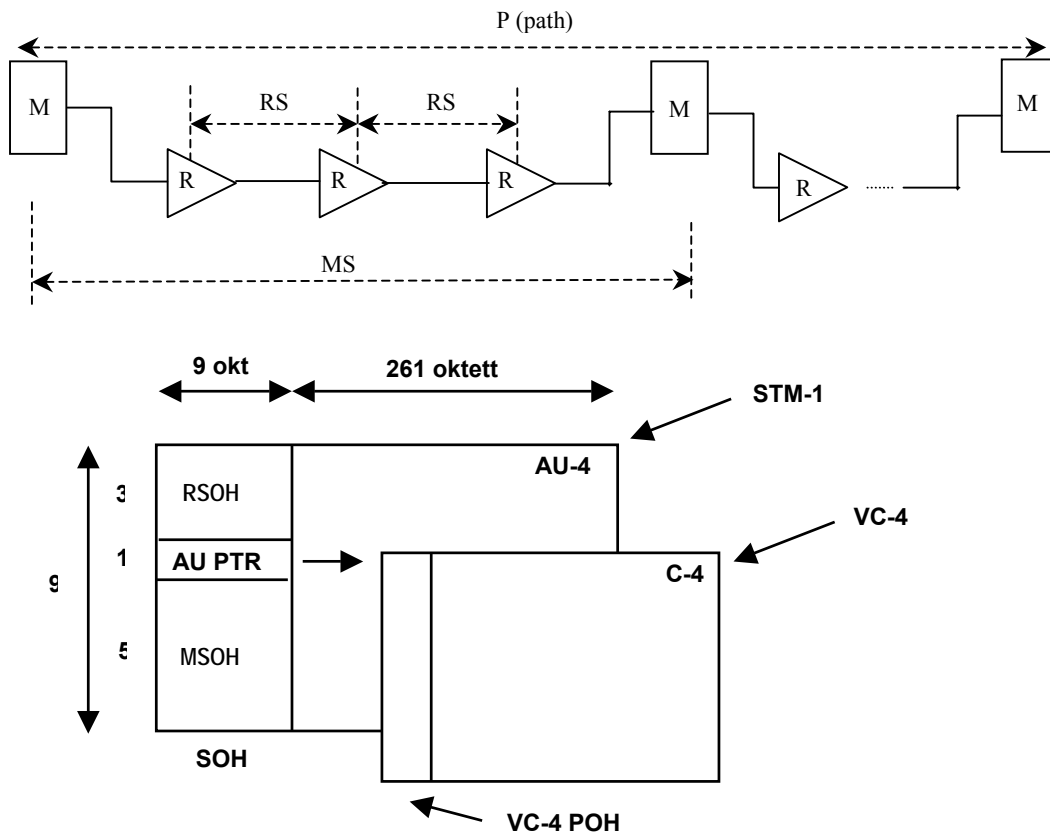 P (path)
M
RS
RS
M
M
R
R
R
R
......
MS
9 okt
261 oktett
STM-1
AU-4
3
RSOH
VC-4
1
AU PTR
C-4
9
5
MSOH
SOH
VC-4 POH